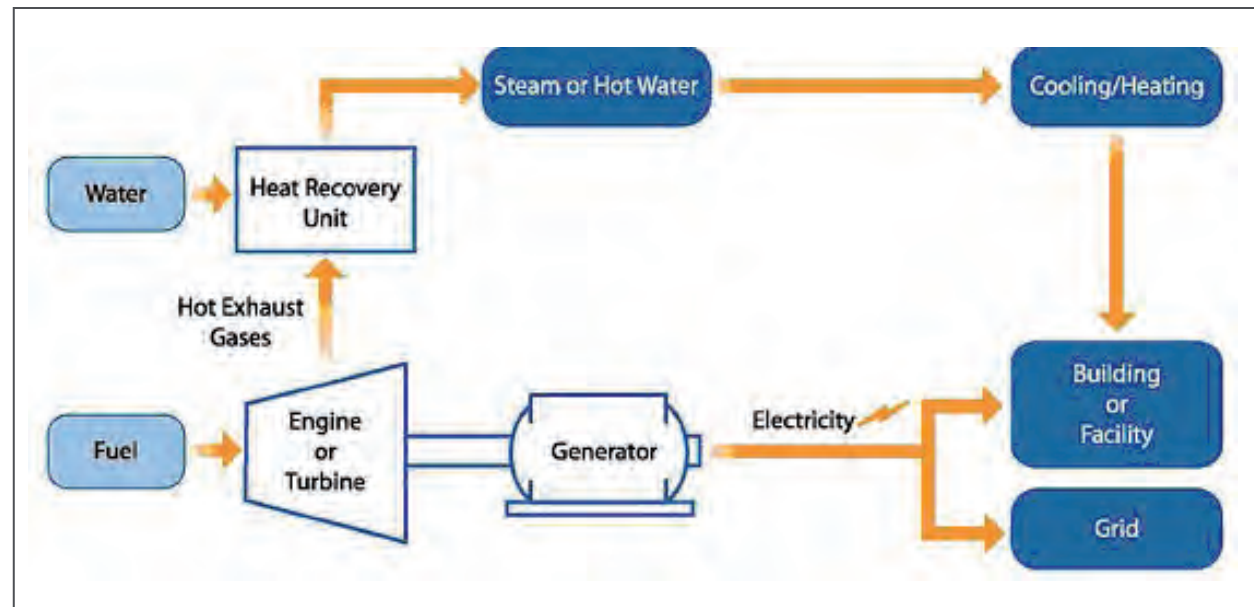 Steam or Hot Water
Cooling/Heating
Water
Heat Recovery
Unit
Hot Exhaust
Gases
Fuel
Engine
or
Turbine
Generator
Electricity
Building
or
Facility
Grid